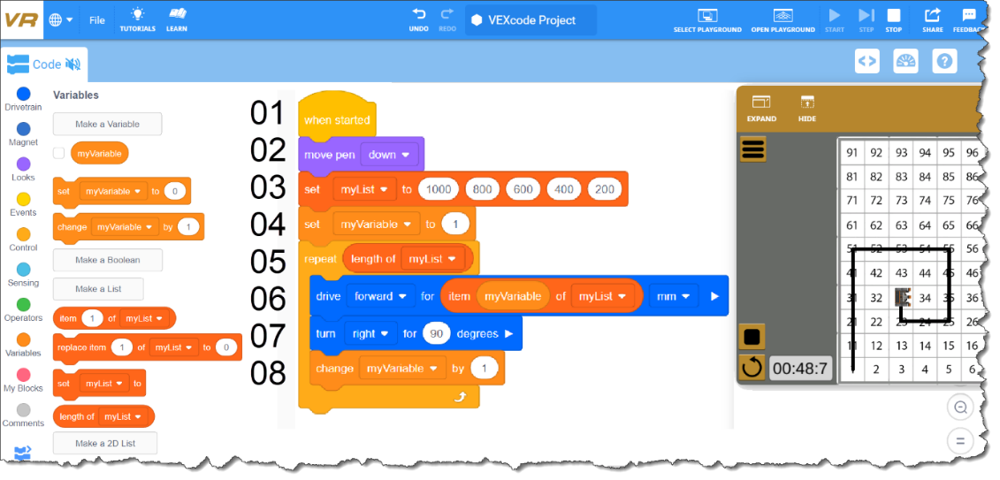 VR File TUTORIALS LEARN UNDO REDO VEXcode Project SELECT PLAYGROUND OPEN PLAYGROUND START STEP STOP SHARE FEEDBACK
Code
Drivetrain
Magnet
Looks
Events
Control
Sensing
Operators
Variables
My Blocks
Comments
Variables
Make a Variable
myVariable
set myVariable to 0
change myVariable by 1
Make a Boolean
Make a List
item 1 of myList
replace item 1 of myList to 0
set myList to
length of myList
Make a 2D List
01 when started
02 move pen down
03 set myList to 1000 800 600 400 200
04 set myVariable to 1
05 repeat length of myList
06 drive forward for item myVariable of myList mm
07 turn right for 90 degrees
08 change myVariable by 1
EXPAND HIDE
91 92 93 94 95 96
81 82 83 84 85 86
71 72 73 74 75 76
61 62 63 64 65 66
51 52 53 54 55 56
41 42 43 44 45 46
31 32 34 35 36
21 22 23 24 25 26
11 12 13 14 15 16
2 3 4 5 6
00:48:7